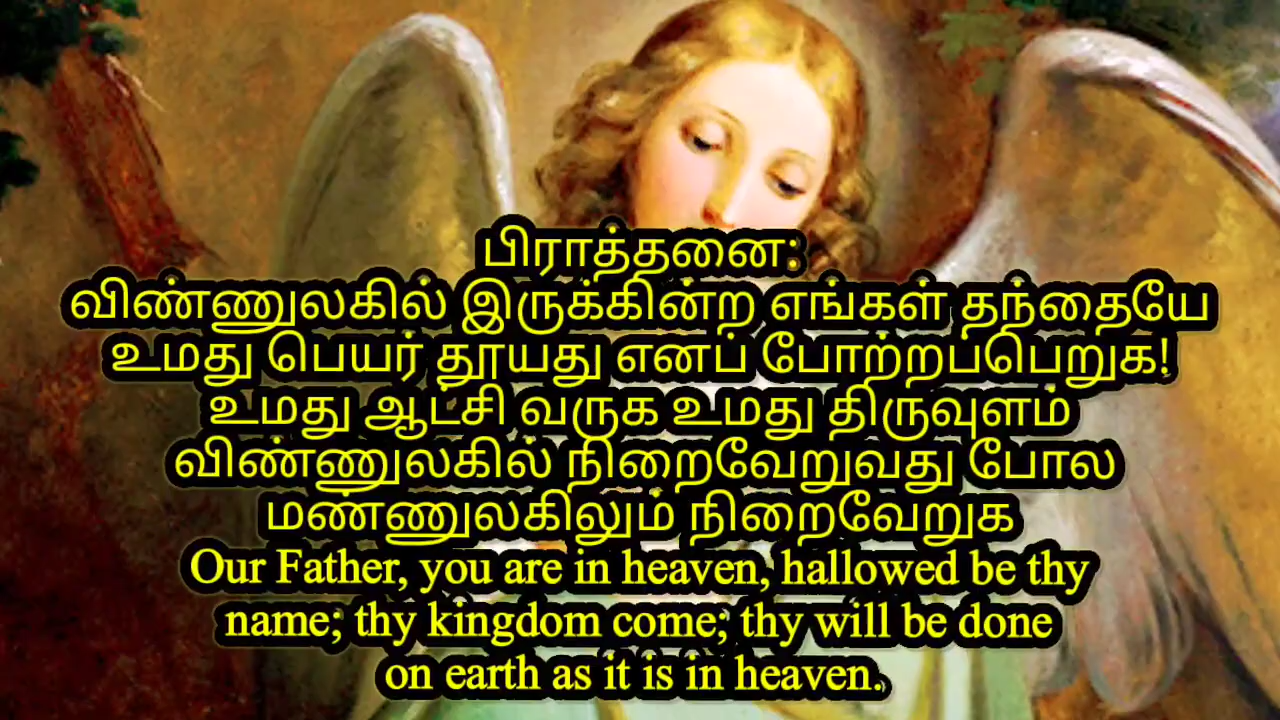 பிராத்தனை:
விண்ணுலகில் இருக்கின்ற எங்கள் தந்தையே
உமது பெயர் தூயது எனப் போற்றப்பெறுக!
உமது ஆட்சி வருக உமது திருவுளம்
விண்ணுலகில் நிறைவேறுவது போல
மண்ணுலகிலும் நிறைவேறுக
Our Father, you are in heaven, hallowed be thy
name; thy kingdom come; thy will be done
on earth as it is in heaven.